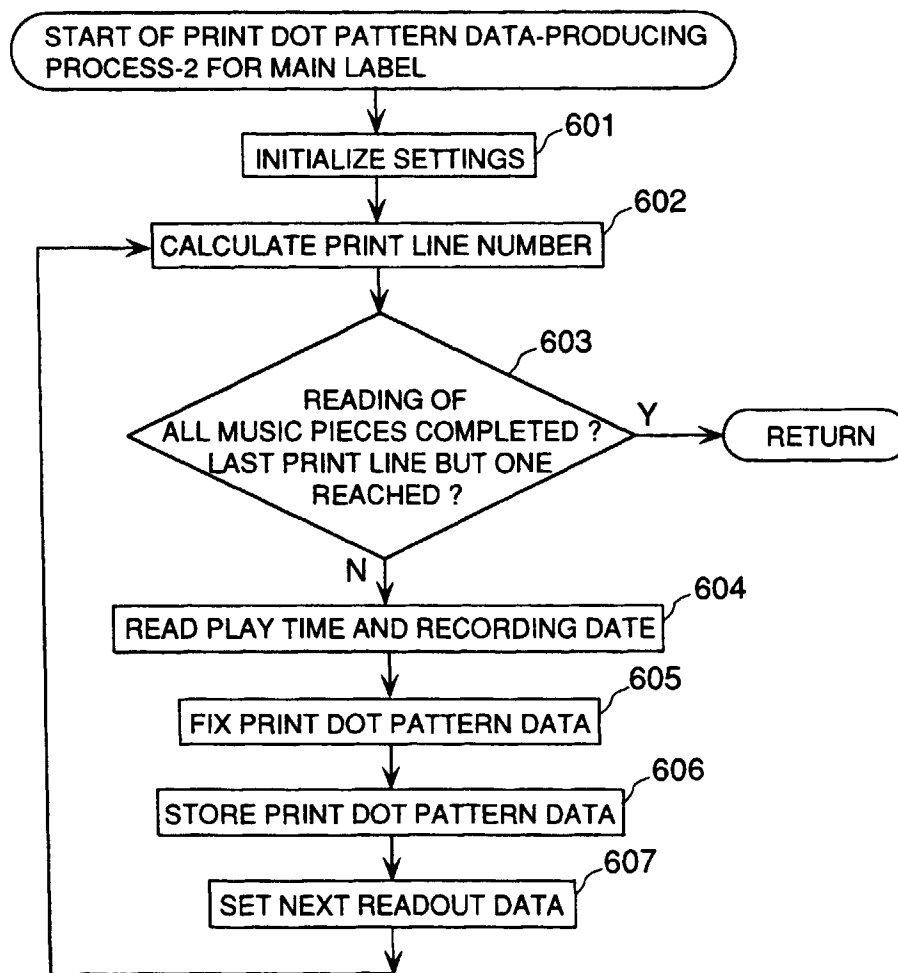 START OF PRINT DOT PATTERN DATA-PRODUCING
PROCESS-2 FOR MAIN LABEL
601
INITIALIZE SETTINGS
602
CALCULATE PRINT LINE NUMBER
603
READING OF
ALL MUSIC PIECES COMPLETED ?
LAST PRINT LINE BUT ONE
REACHED ?
Y
RETURN
N
604
READ PLAY TIME AND RECORDING DATE
605
FIX PRINT DOT PATTERN DATA
606
STORE PRINT DOT PATTERN DATA
607
SET NEXT READOUT DATA